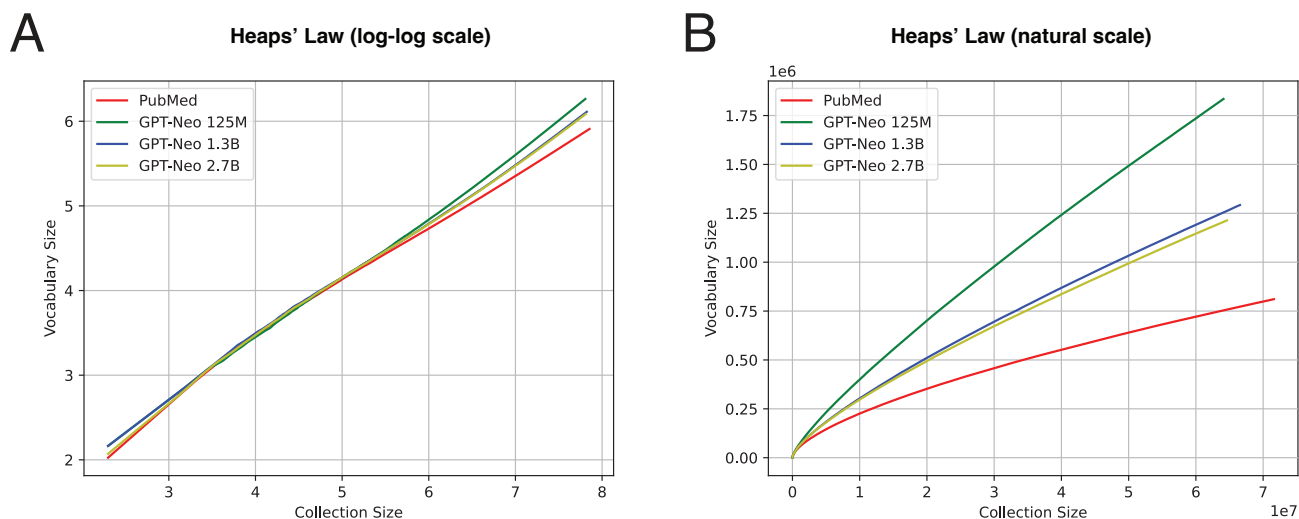 A
Heaps' Law (log-log scale)
PubMed
GPT-Neo 125M
GPT-Neo 1.3B
GPT-Neo 2.7B
Vocabulary Size
6
5
4
3
2
3 4 5 6 7 8
Collection Size
B
Heaps' Law (natural scale)
1e6
PubMed
GPT-Neo 125M
GPT-Neo 1.3B
GPT-Neo 2.7B
Vocabulary Size
1.75
1.50
1.25
1.00
0.75
0.50
0.25
0.00
0 1 2 3 4 5 6 7
Collection Size
1e7